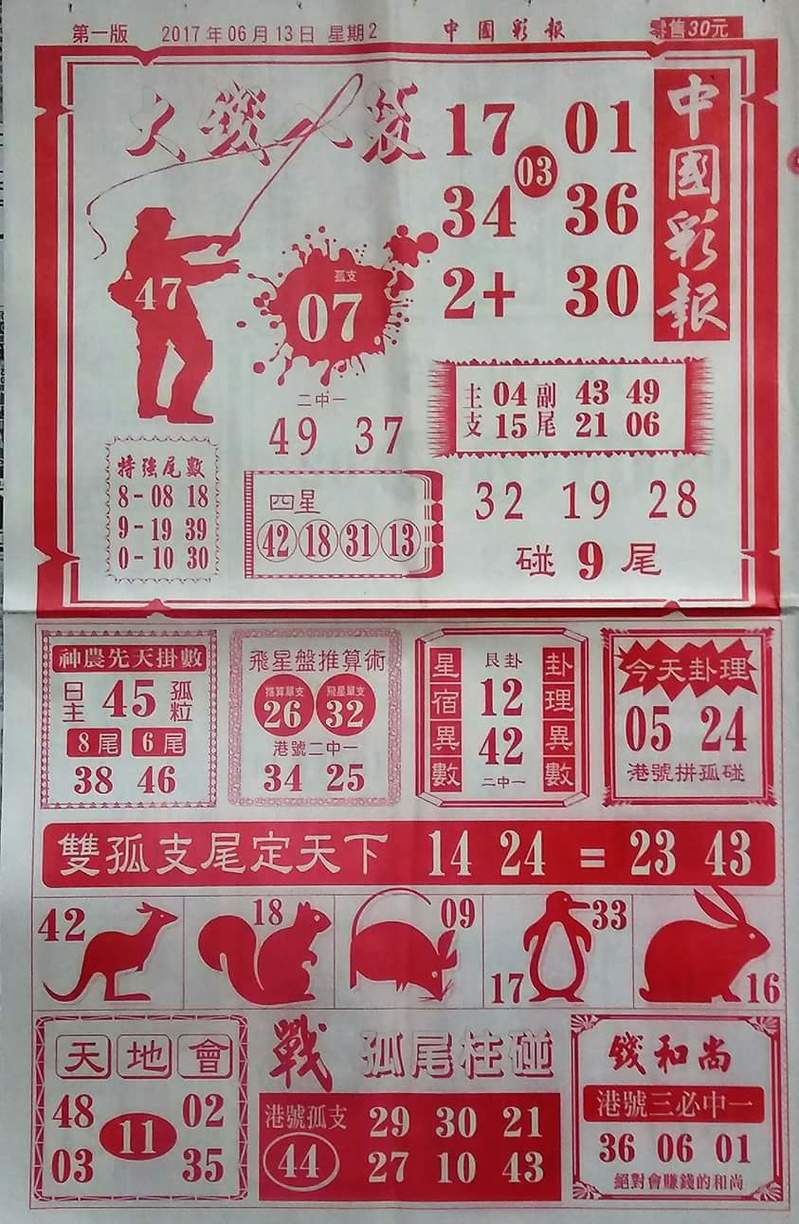 第一版 2017年06月13日 星期2 中國彩報 零售30元
大錢入袋
中國彩報
17 01
03
34 36
2+ 30
47
孤支
07
二中一
49 37
主支 04 15 副尾 43 49 21 06
特強尾數
8-08 18
9-19 39
0-10 30
四星
42 18 31 13
32 19 28
碰9尾
神農先天掛數
日主 45 孤粒
8尾 6尾
38 46
飛星盤推算術
推算單支 飛星單支
26 32
港號二中一
34 25
星宿異數
艮卦
12
42
二中一
卦理異數
今天卦理
05 24
港號拼孤碰
雙孤支尾定天下 14 24 = 23 43
42
18
09
17 33
16
天地會
48 02
11
03 35
戰 孤尾柱碰
港號孤支
44
29 30 21
27 10 43
錢和尚
港號三必中一
36 06 01
絕對會賺錢的和尚